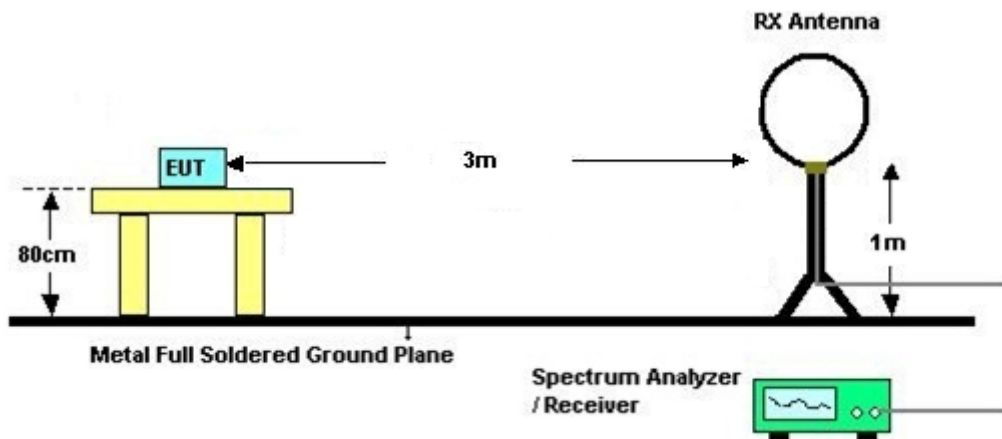 RX Antenna
EUT
3m
80cm
1m
Metal Full Soldered Ground Plane
Spectrum Analyzer
/ Receiver